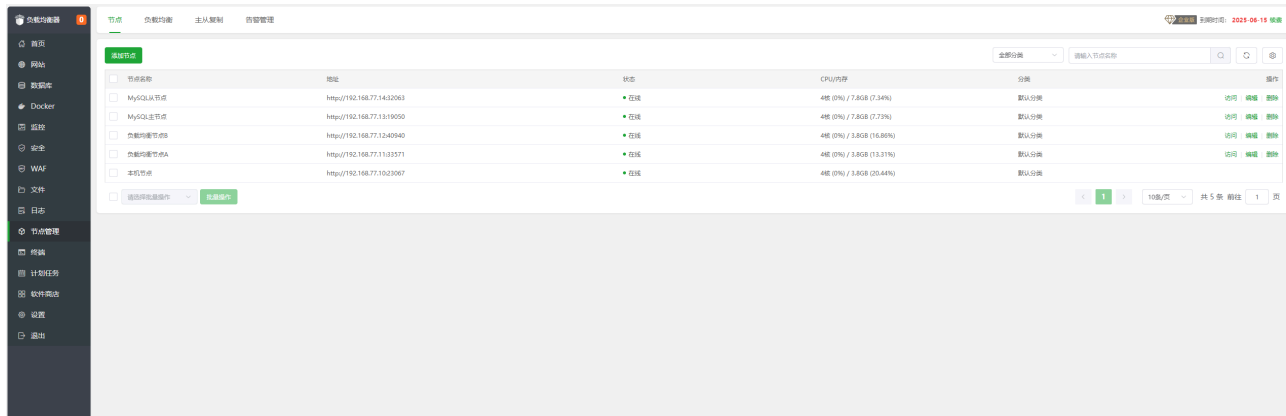 负载均衡器 0
节点 负载均衡 主从复制 告警管理
企业版 到期时间: 2025-06-15 续费
首页
网站
数据库
Docker
监控
安全
WAF
文件
日志
节点管理
终端
计划任务
软件商店
设置
退出
添加节点 全部分类 请输入节点名称
节点名称 地址 状态 CPU/内存 分类 操作
MySQL从节点 http://192.168.77.14:32063 在线 4核 (0%) / 7.8GB (7.34%) 默认分类 访问 编辑 删除
MySQL主节点 http://192.168.77.13:19050 在线 4核 (0%) / 7.8GB (7.73%) 默认分类 访问 编辑 删除
负载均衡节点B http://192.168.77.12:40940 在线 4核 (0%) / 3.8GB (16.86%) 默认分类 访问 编辑 删除
负载均衡节点A http://192.168.77.11:33571 在线 4核 (0%) / 3.8GB (13.31%) 默认分类 访问 编辑 删除
本机节点 http://192.168.77.10:23067 在线 4核 (0%) / 3.8GB (20.44%) 默认分类
请选择批量操作 批量操作 1 10条/页 共 5 条 前往 1 页